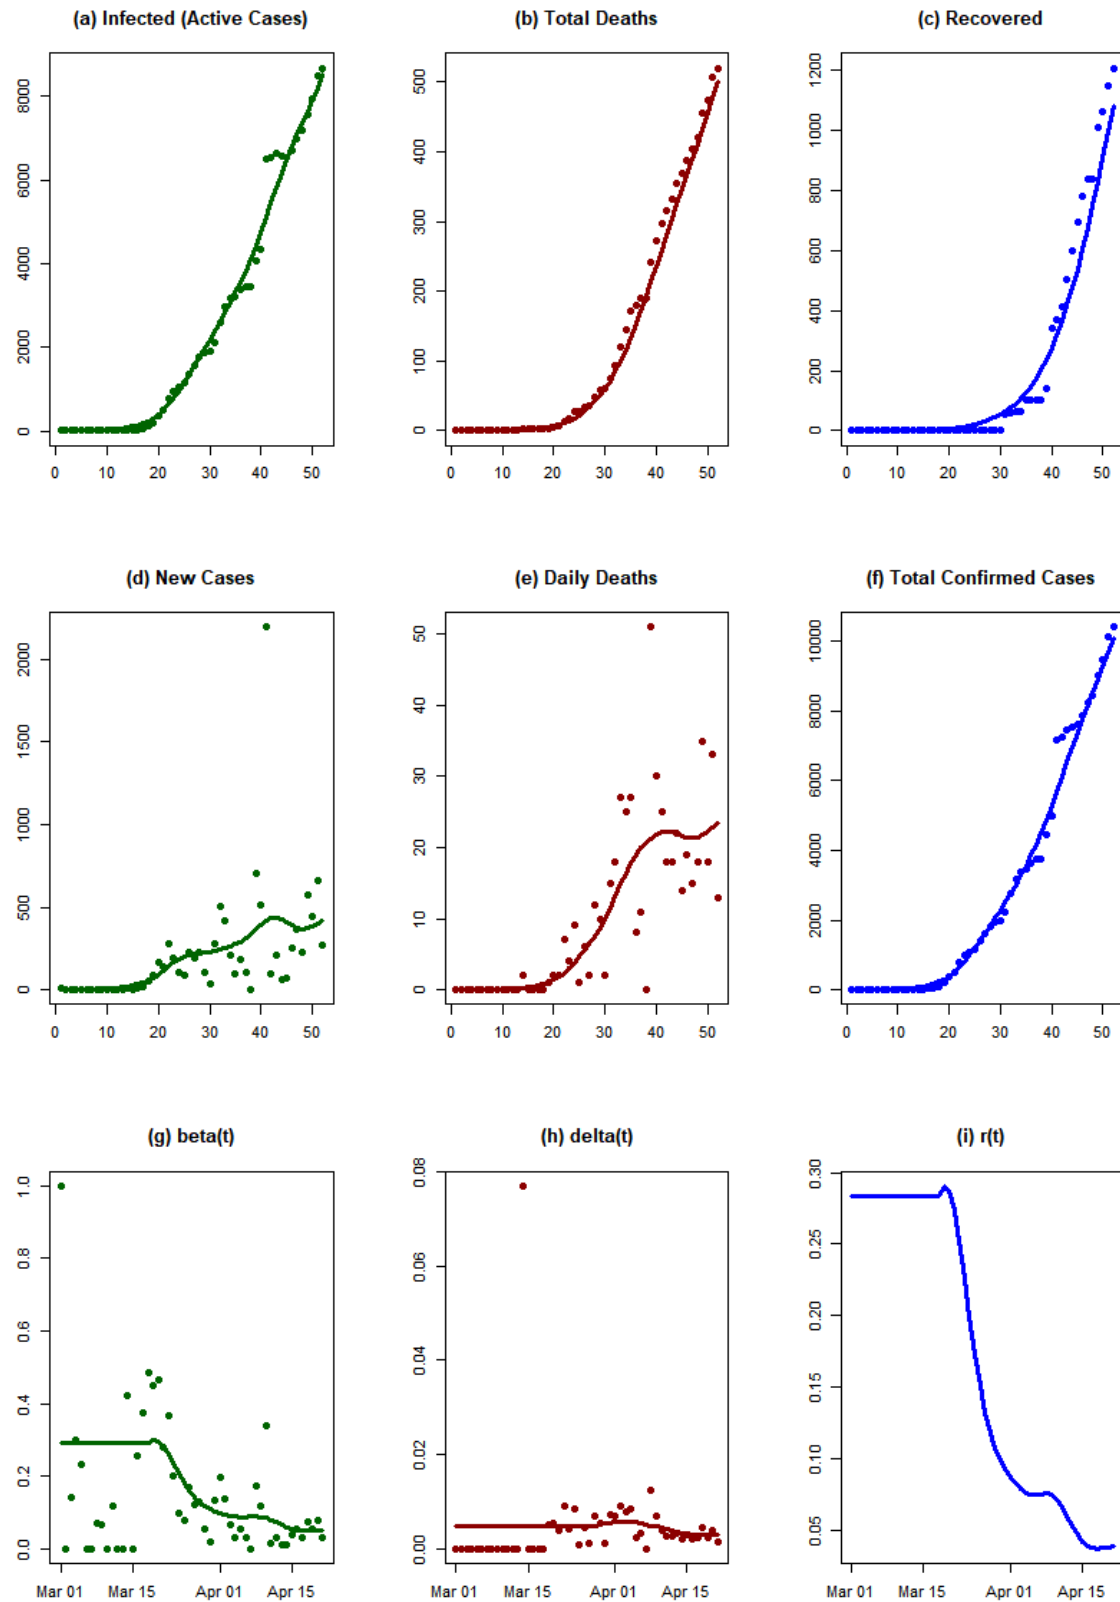 (a) Infected (Active Cases)
(b) Total Deaths
(c) Recovered
0 2000 4000 6000 8000
0 10 20 30 40 50
0 100 200 300 400 500
0 10 20 30 40 50
0 200 400 600 800 1000 1200
0 10 20 30 40 50
(d) New Cases
(e) Daily Deaths
(f) Total Confirmed Cases
0 500 1000 1500 2000
0 10 20 30 40 50
0 10 20 30 40 50
0 10 20 30 40 50
0 2000 4000 6000 8000 10000
0 10 20 30 40 50
(g) beta(t)
(h) delta(t)
(i) r(t)
0.0 0.2 0.4 0.6 0.8 1.0
Mar 01 Mar 15 Apr 01 Apr 15
0.00 0.02 0.04 0.06 0.08
Mar 01 Mar 15 Apr 01 Apr 15
0.05 0.10 0.15 0.20 0.25 0.30
Mar 01 Mar 15 Apr 01 Apr 15